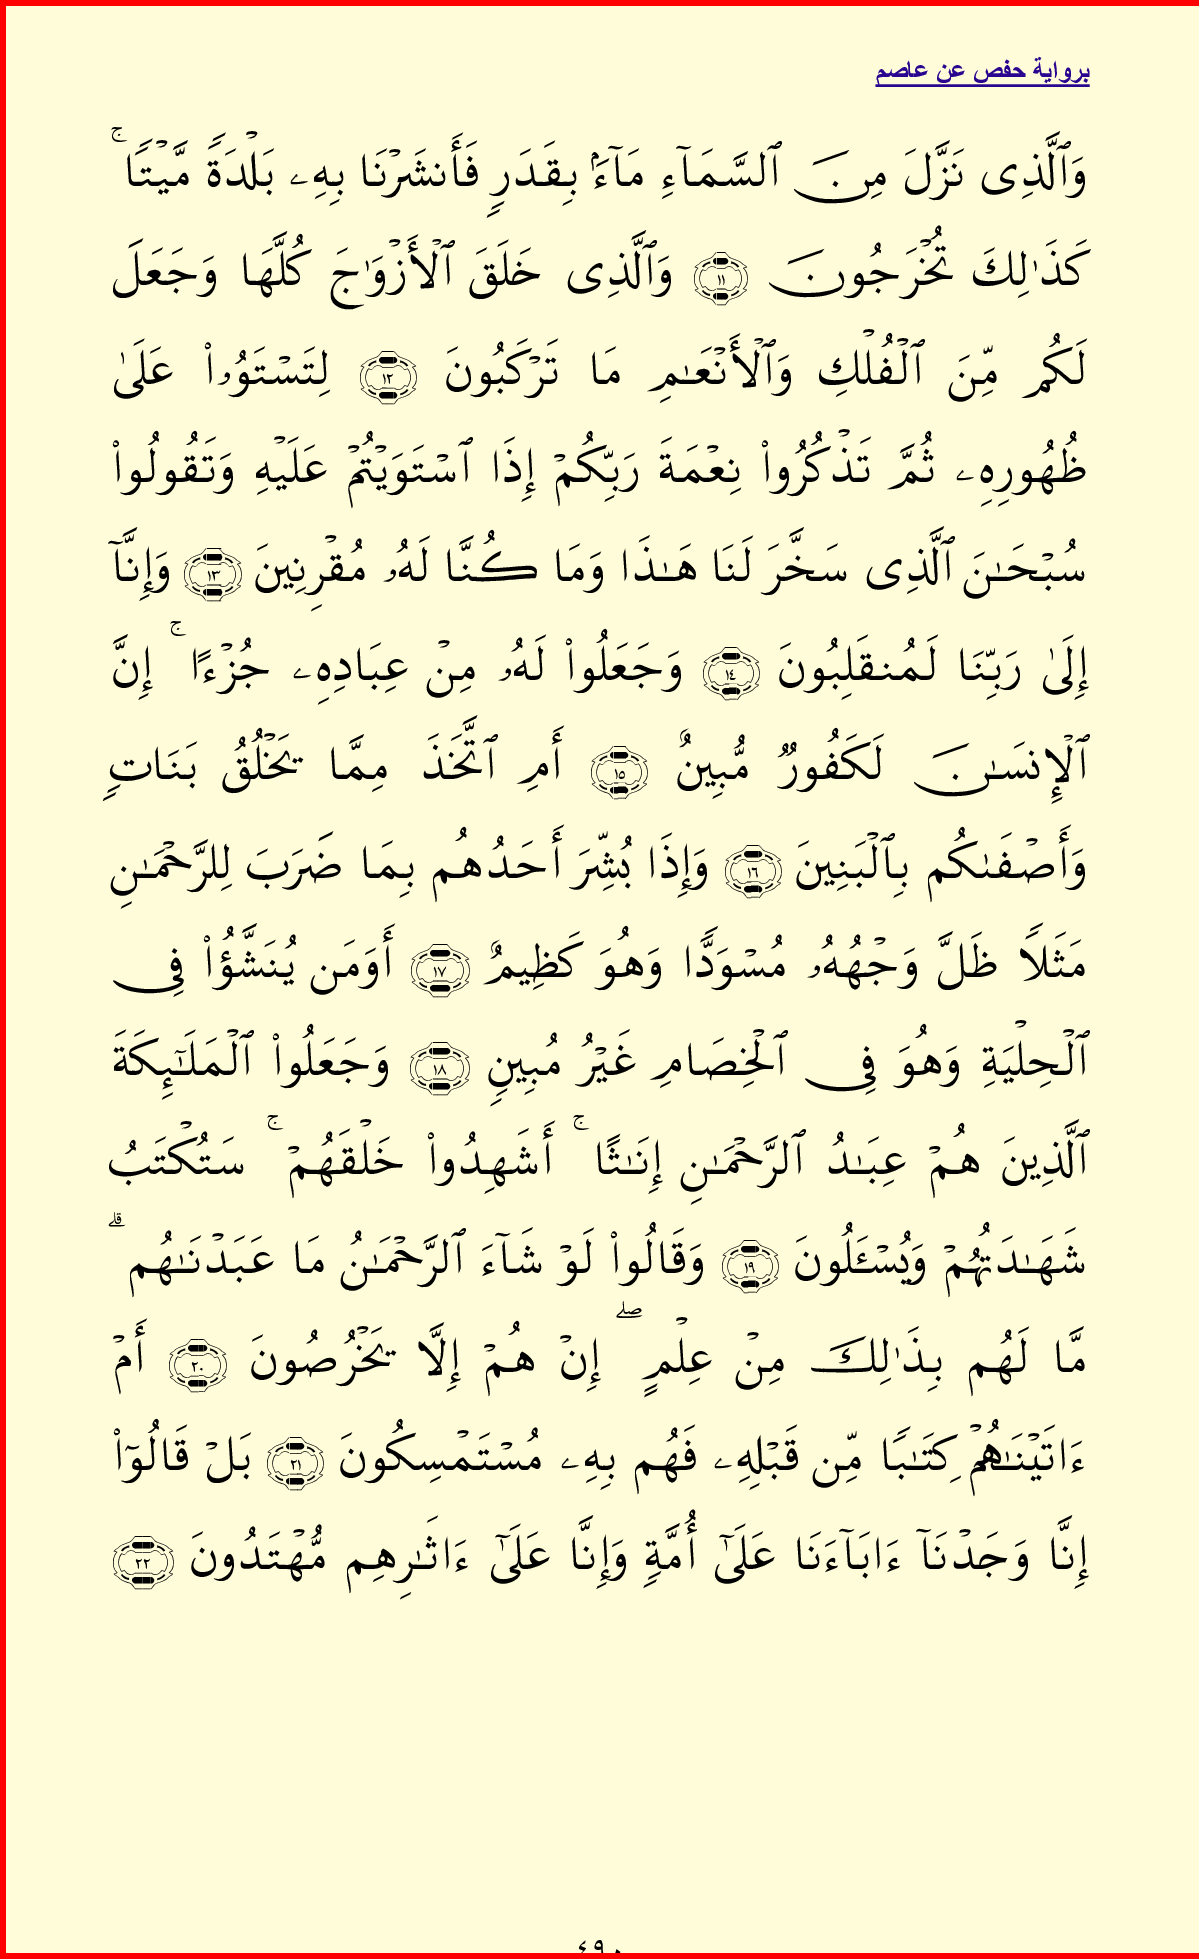 برواية حفص عن عاصم
وَٱلَّذِى نَزَّلَ مِنَ ٱلسَّمَآءِ مَآءًۢ بِقَدَرٍ فَأَنشَرْنَا بِهِۦ بَلْدَةً مَّيْتًا ۚ
كَذَٰلِكَ تُخْرَجُونَ ١١ وَٱلَّذِى خَلَقَ ٱلْأَزْوَٰجَ كُلَّهَا وَجَعَلَ
لَكُم مِّنَ ٱلْفُلْكِ وَٱلْأَنْعَـٰمِ مَا تَرْكَبُونَ ١٢ لِتَسْتَوُۥا۟ عَلَىٰ
ظُهُورِهِۦ ثُمَّ تَذْكُرُوا۟ نِعْمَةَ رَبِّكُمْ إِذَا ٱسْتَوَيْتُمْ عَلَيْهِ وَتَقُولُوا۟
سُبْحَـٰنَ ٱلَّذِى سَخَّرَ لَنَا هَـٰذَا وَمَا كُنَّا لَهُۥ مُقْرِنِينَ ١٣ وَإِنَّآ
إِلَىٰ رَبِّنَا لَمُنقَلِبُونَ ١٤ وَجَعَلُوا۟ لَهُۥ مِنْ عِبَادِهِۦ جُزْءًا ۚ إِنَّ
ٱلْإِنسَـٰنَ لَكَفُورٌ مُّبِينٌ ١٥ أَمِ ٱتَّخَذَ مِمَّا يَخْلُقُ بَنَاتٍ
وَأَصْفَىٰكُم بِٱلْبَنِينَ ١٦ وَإِذَا بُشِّرَ أَحَدُهُم بِمَا ضَرَبَ لِلرَّحْمَـٰنِ
مَثَلًا ظَلَّ وَجْهُهُۥ مُسْوَدًّا وَهُوَ كَظِيمٌ ١٧ أَوَمَن يُنَشَّؤُا۟ فِى
ٱلْحِلْيَةِ وَهُوَ فِى ٱلْخِصَامِ غَيْرُ مُبِينٍ ١٨ وَجَعَلُوا۟ ٱلْمَلَـٰٓئِكَةَ
ٱلَّذِينَ هُمْ عِبَـٰدُ ٱلرَّحْمَـٰنِ إِنَـٰثًا ۚ أَشَهِدُوا۟ خَلْقَهُمْ ۚ سَتُكْتَبُ
شَهَـٰدَتُهُمْ وَيُسْـَٔلُونَ ١٩ وَقَالُوا۟ لَوْ شَآءَ ٱلرَّحْمَـٰنُ مَا عَبَدْنَـٰهُم ۗ
مَّا لَهُم بِذَٰلِكَ مِنْ عِلْمٍ ۖ إِنْ هُمْ إِلَّا يَخْرُصُونَ ٢٠ أَمْ
ءَاتَيْنَـٰهُمْ كِتَـٰبًا مِّن قَبْلِهِۦ فَهُم بِهِۦ مُسْتَمْسِكُونَ ٢١ بَلْ قَالُوٓا۟
إِنَّا وَجَدْنَآ ءَابَآءَنَا عَلَىٰٓ أُمَّةٍ وَإِنَّا عَلَىٰٓ ءَاثَـٰرِهِم مُّهْتَدُونَ ٢٢
٤٩٠